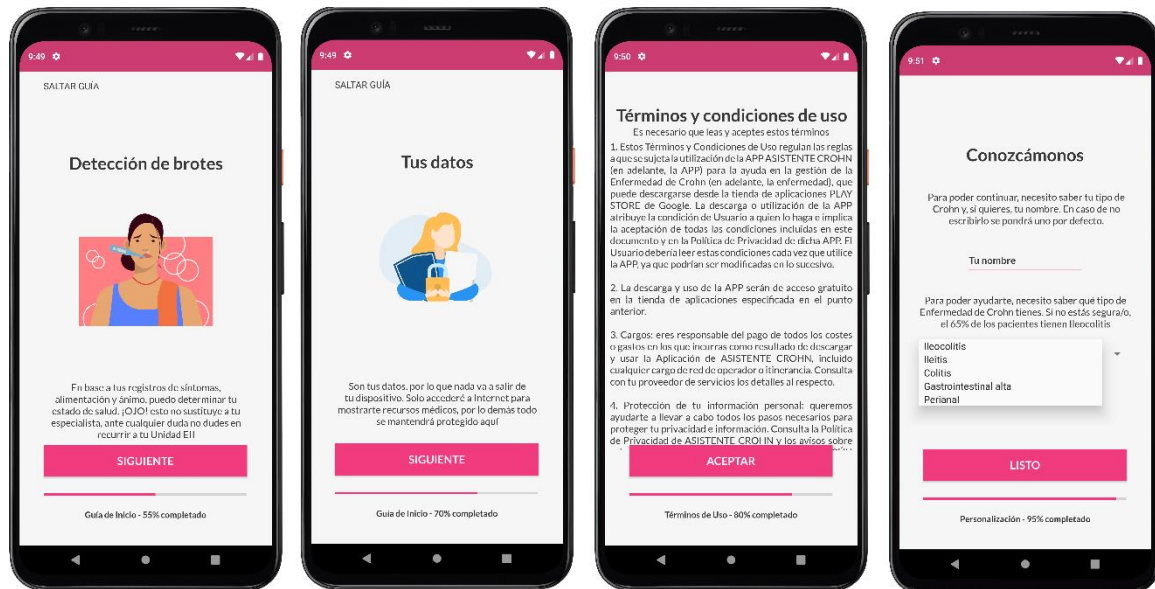 9:49
SALTAR GUÍA
Detección de brotes
En base a tus registros de síntomas,
alimentación y ánimo, puedo determinar tu
estado de salud. ¡OJO! esto no sustituye a tu
especialista, ante cualquier duda no dudes en
recurrir a tu Unidad EII
SIGUIENTE
Guía de Inicio - 55% completado
9:49
SALTAR GUÍA
Tus datos
Son tus datos, por lo que nada va a salir de
tu dispositivo. Solo accederé a Internet para
mostrarte recursos médicos, por lo demás todo
se mantendrá protegido aquí
SIGUIENTE
Guía de Inicio - 70% completado
9:50
Términos y condiciones de uso
Es necesario que leas y aceptes estos términos
1. Estos Términos y Condiciones de Uso regulan las reglas
a que se sujeta la utilización de la APP ASISTENTE CROHN
(en adelante, la APP) para la ayuda en la gestión de la
Enfermedad de Crohn (en adelante, la enfermedad), que
puede descargarse desde la tienda de aplicaciones PLAY
STORE de Google. La descarga o utilización de la APP
atribuye la condición de Usuario a quien lo haga e implica
la aceptación de todas las condiciones incluidas en este
documento y en la Política de Privacidad de dicha APP. El
Usuario debería leer estas condiciones cada vez que utilice
la APP, ya que podrían ser modificadas en lo sucesivo.
2. La descarga y uso de la APP serán de acceso gratuito
en la tienda de aplicaciones especificada en el punto
anterior.
3. Cargos: eres responsable del pago de todos los costes
o gastos en los que incurras como resultado de descargar
y usar la Aplicación de ASISTENTE CROHN, incluido
cualquier cargo de red de operador o itinerancia. Consulta
con tu proveedor de servicios los detalles al respecto.
4. Protección de tu información personal: queremos
ayudarte a llevar a cabo todos los pasos necesarios para
proteger tu privacidad e información. Consulta la Política
de Privacidad de ASISTENTE CROHN y los avisos sobre
ACEPTAR
Términos de Uso - 80% completado
9:51
Conozcámonos
Para poder continuar, necesito saber tu tipo de
Crohn y, si quieres, tu nombre. En caso de no
escribirlo se pondrá uno por defecto.
Tu nombre
Para poder ayudarte, necesito saber qué tipo de
Enfermedad de Crohn tienes. Si no estás segura/o,
el 65% de los pacientes tienen Ileocolitis
Ileocolitis
Ileitis
Colitis
Gastrointestinal alta
Perianal
LISTO
Personalización - 95% completado